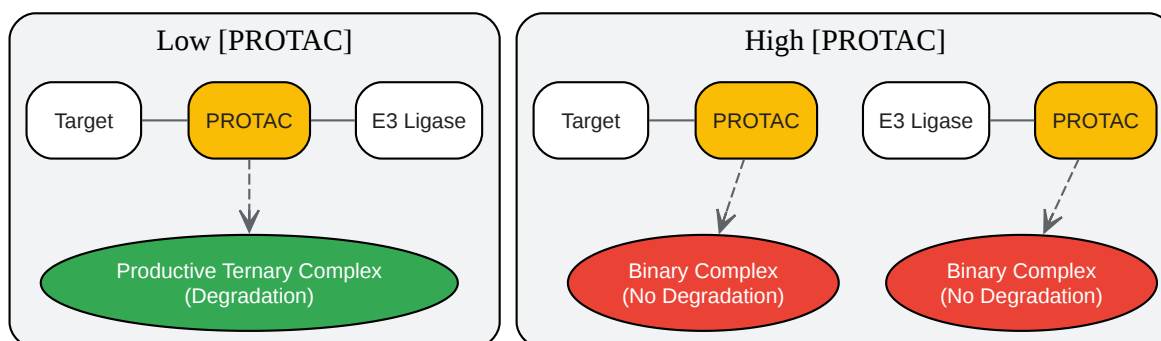 Low [PROTAC]
Target
PROTAC
E3 Ligase
Productive Ternary Complex
(Degradation)
High [PROTAC]
Target
PROTAC
E3 Ligase
PROTAC
Binary Complex
(No Degradation)
Binary Complex
(No Degradation)